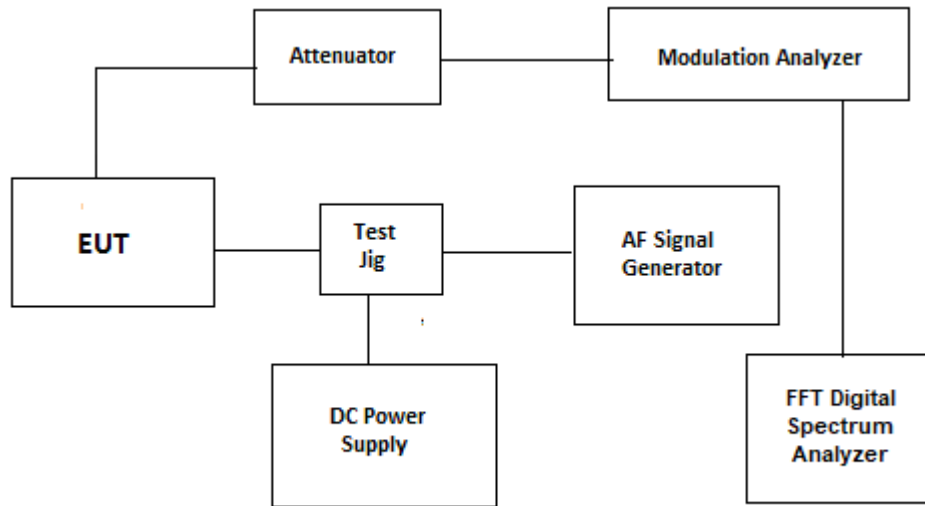 Attenuator
Modulation Analyzer
EUT
Test
Jig
AF Signal
Generator
DC Power
Supply
FFT Digital
Spectrum
Analyzer